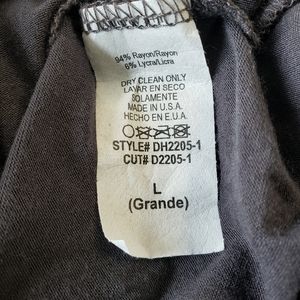 94% Rayon/Rayon
6% Lycra/Licra
DRY CLEAN ONLY
LAVAR EN SECO
SOLAMENTE
MADE IN U.S.A.
HECHO EN E.U.A.
STYLE# DH2205-1
CUT# D2205-1
L
(Grande)